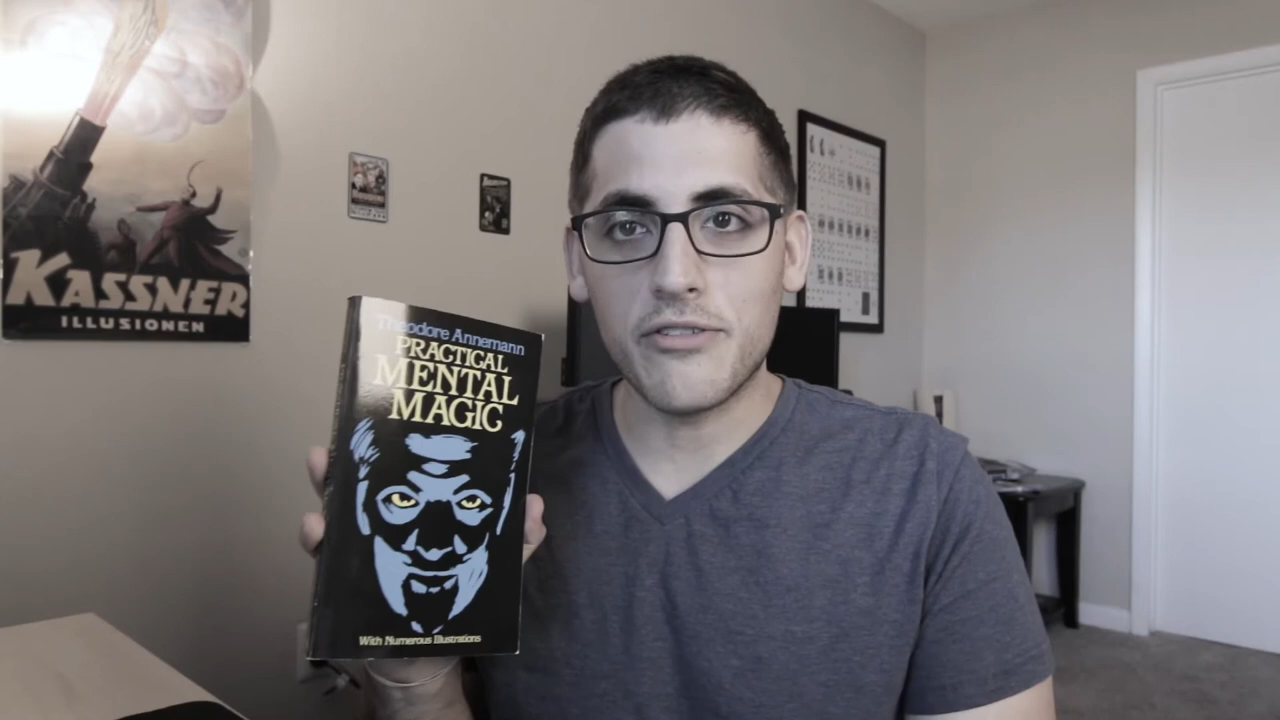 KASSNER
ILLUSIONEN
Theodore Annemann
PRACTICAL
MENTAL
MAGIC
With Numerous Illustrations